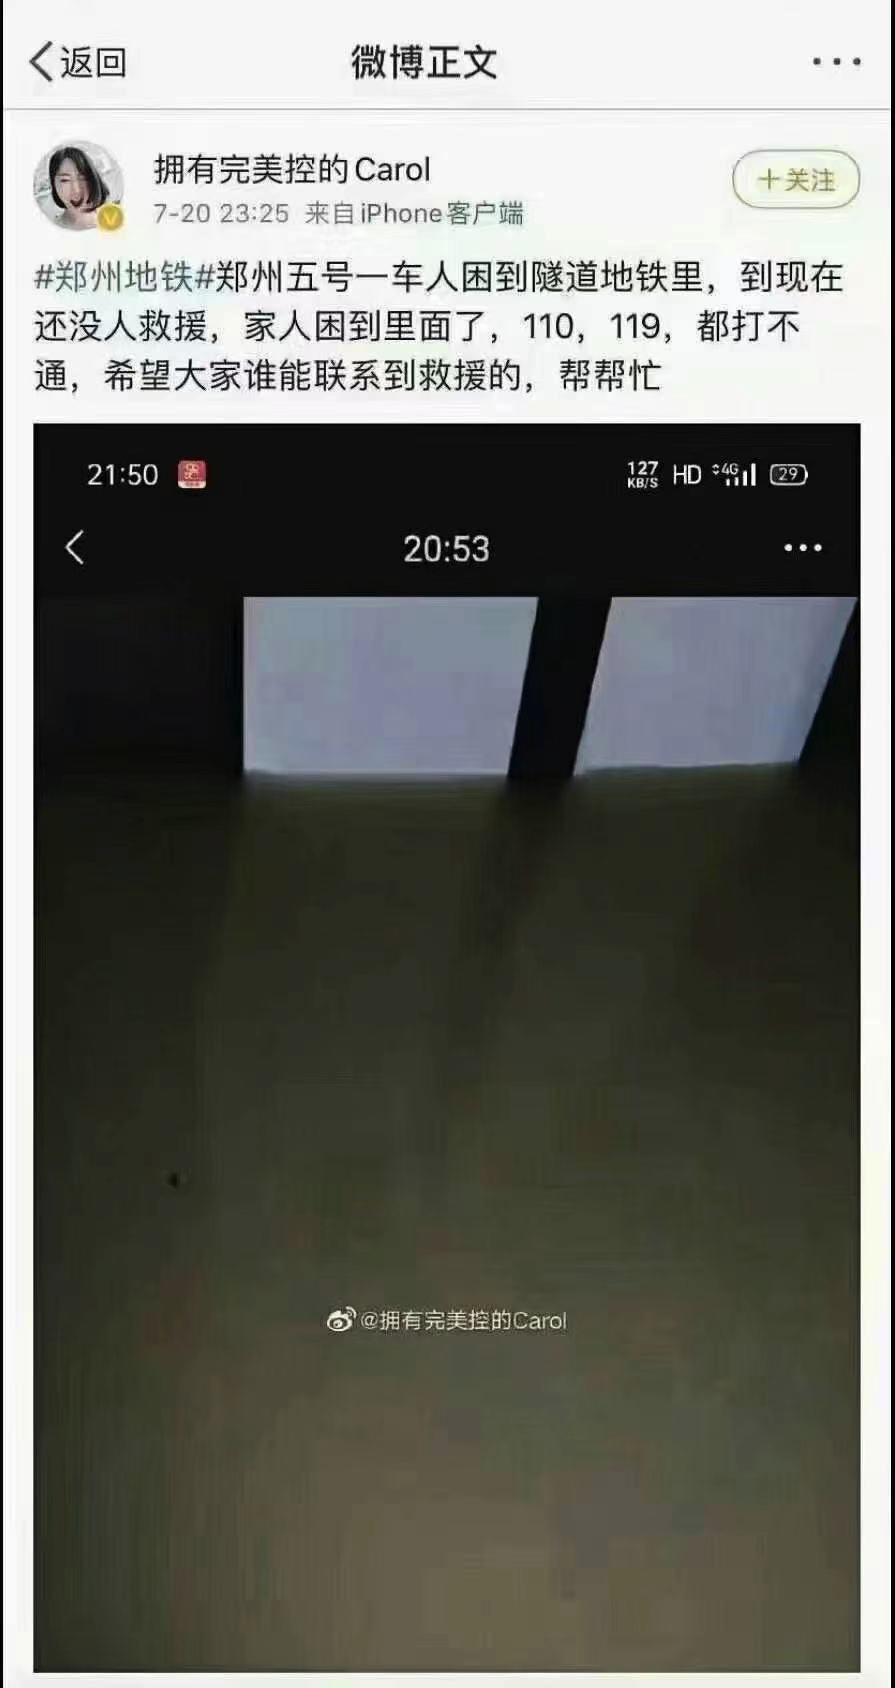 返回
微博正文
拥有完美控的Carol
+关注
7-20 23:25 来自iPhone客户端
#郑州地铁#郑州五号一车人困到隧道地铁里，到现在
还没人救援，家人困到里面了，110，119，都打不
通，希望大家谁能联系到救援的，帮帮忙
21:50
127 KB/S HD 4G 29
20:53
@拥有完美控的Carol